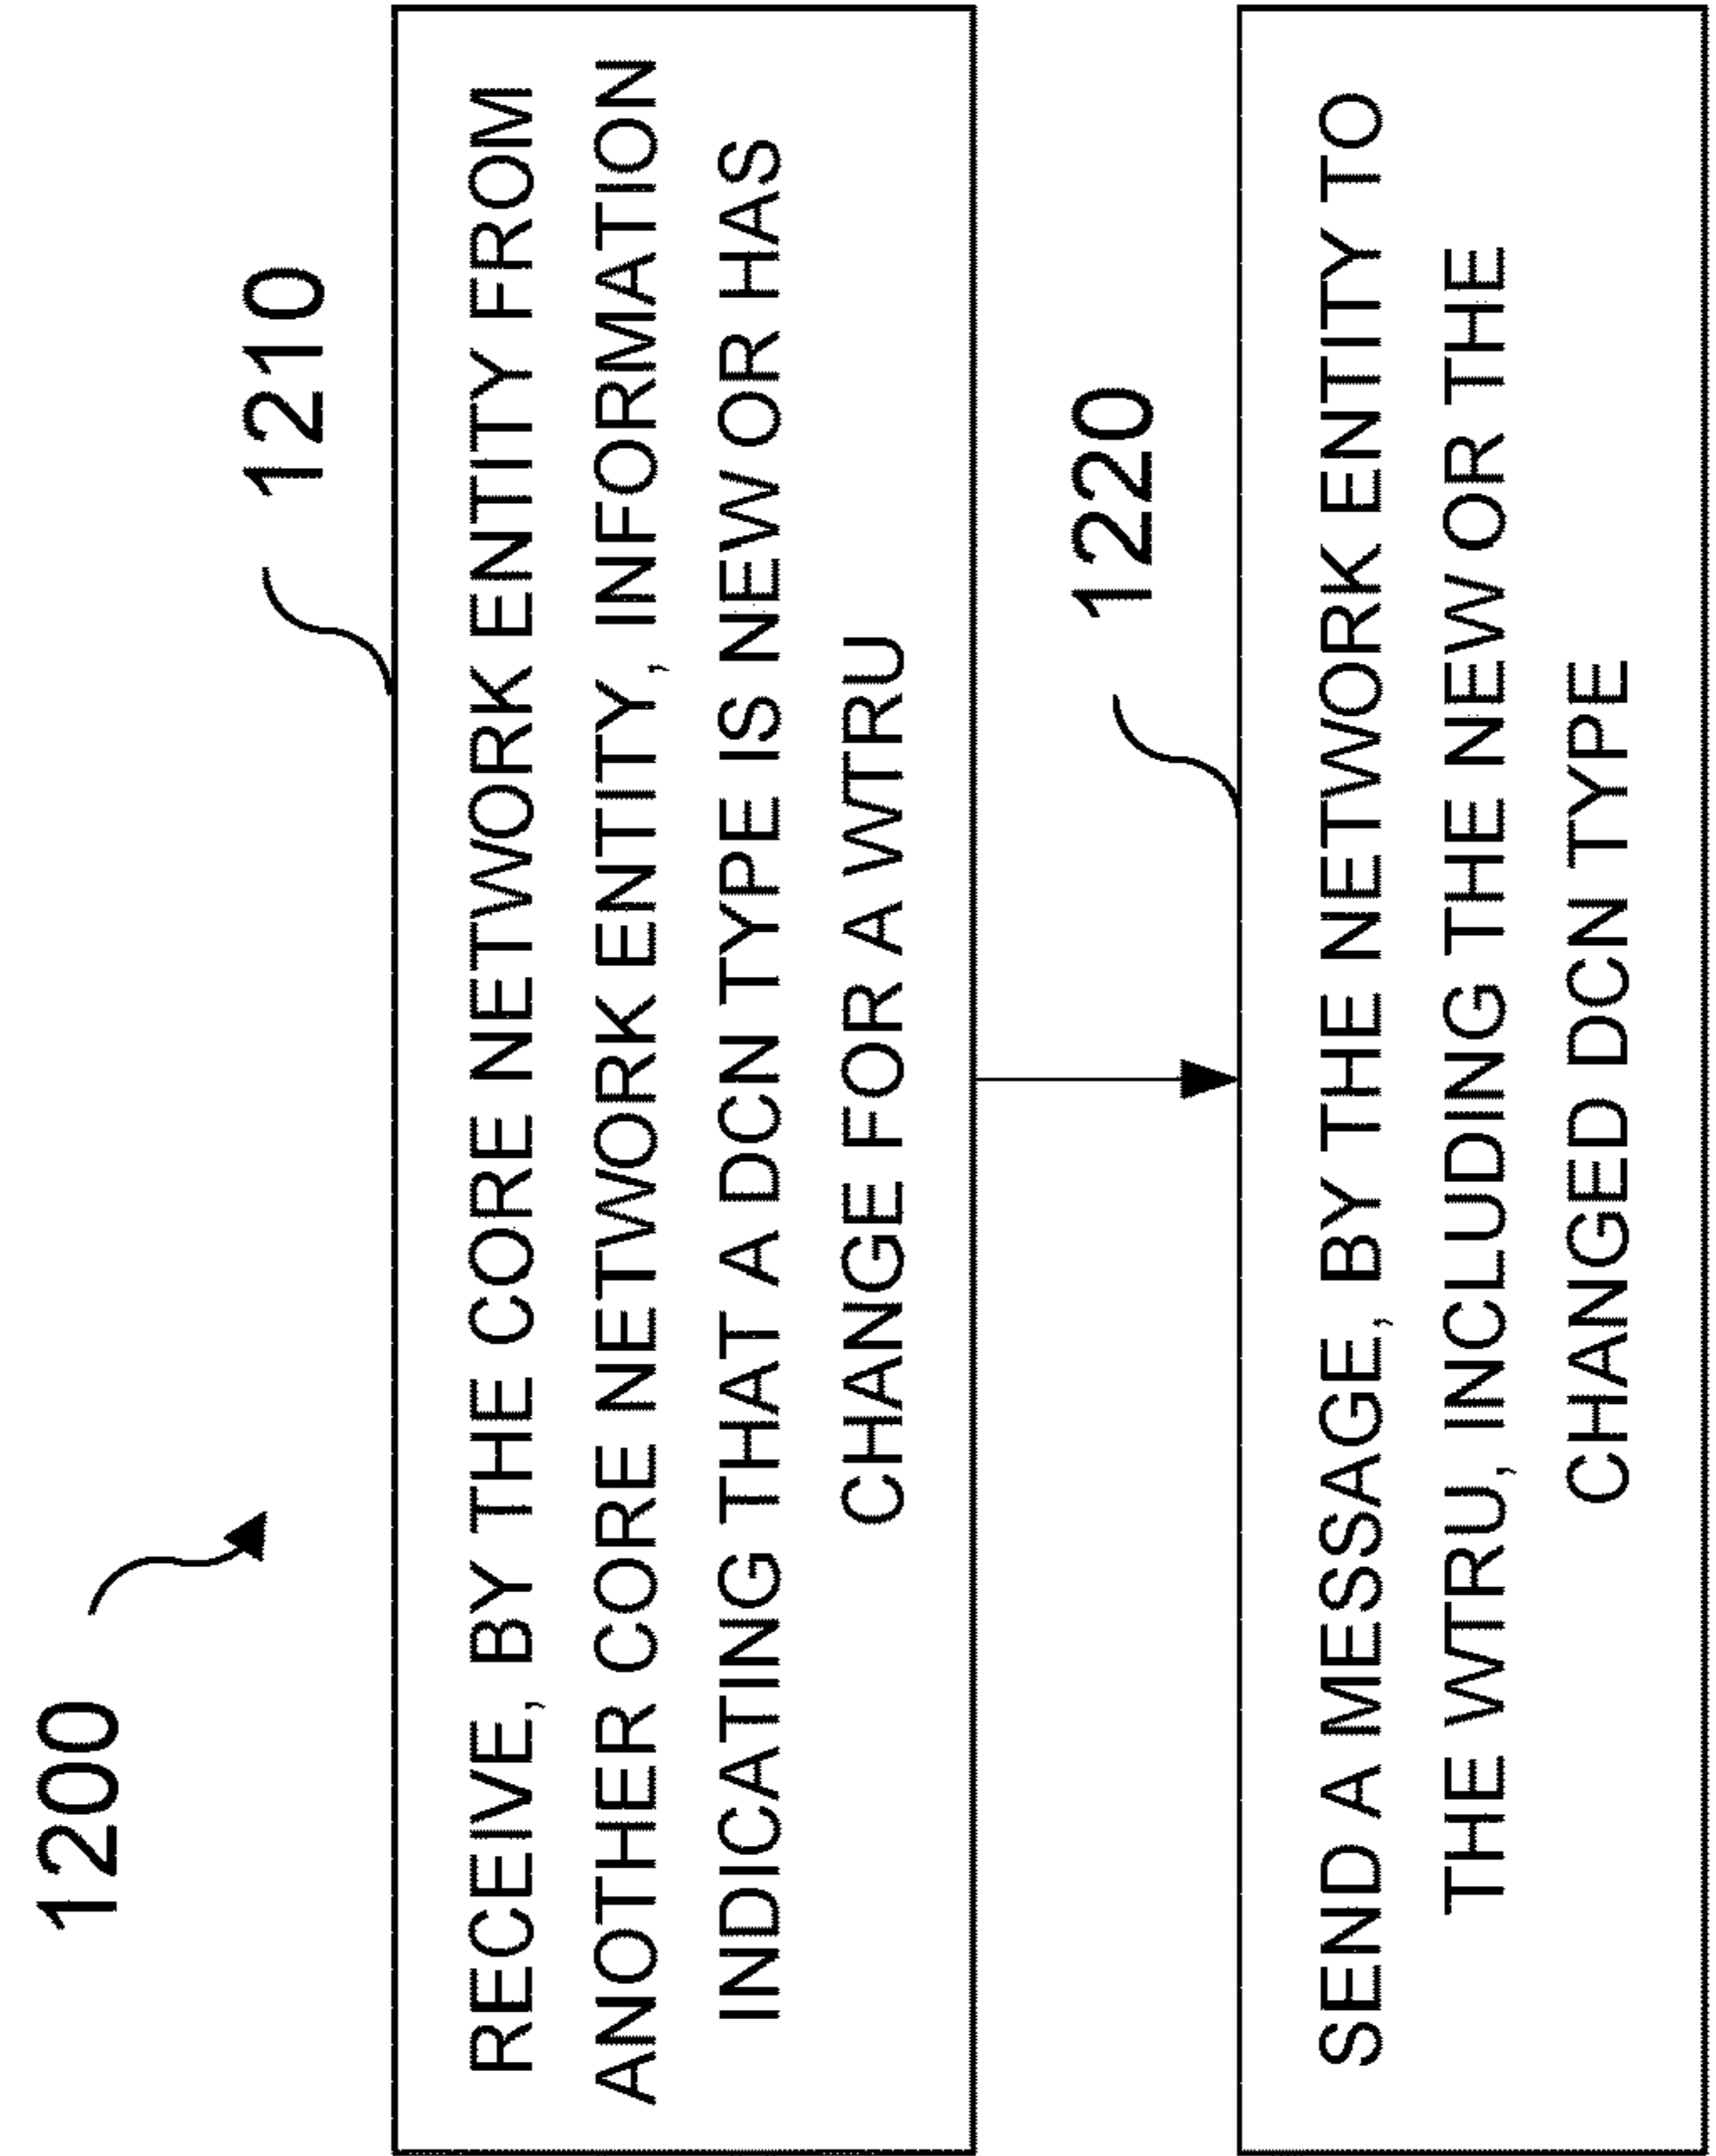 1200
1210
RECEIVE, BY THE CORE NETWORK ENTITY FROM
ANOTHER CORE NETWORK ENTITY, INFORMATION
INDICATING THAT A DCN TYPE IS NEW OR HAS
CHANGE FOR A WTRU
1220
SEND A MESSAGE, BY THE NETWORK ENTITY TO
THE WTRU, INCLUDING THE NEW OR THE
CHANGED DCN TYPE